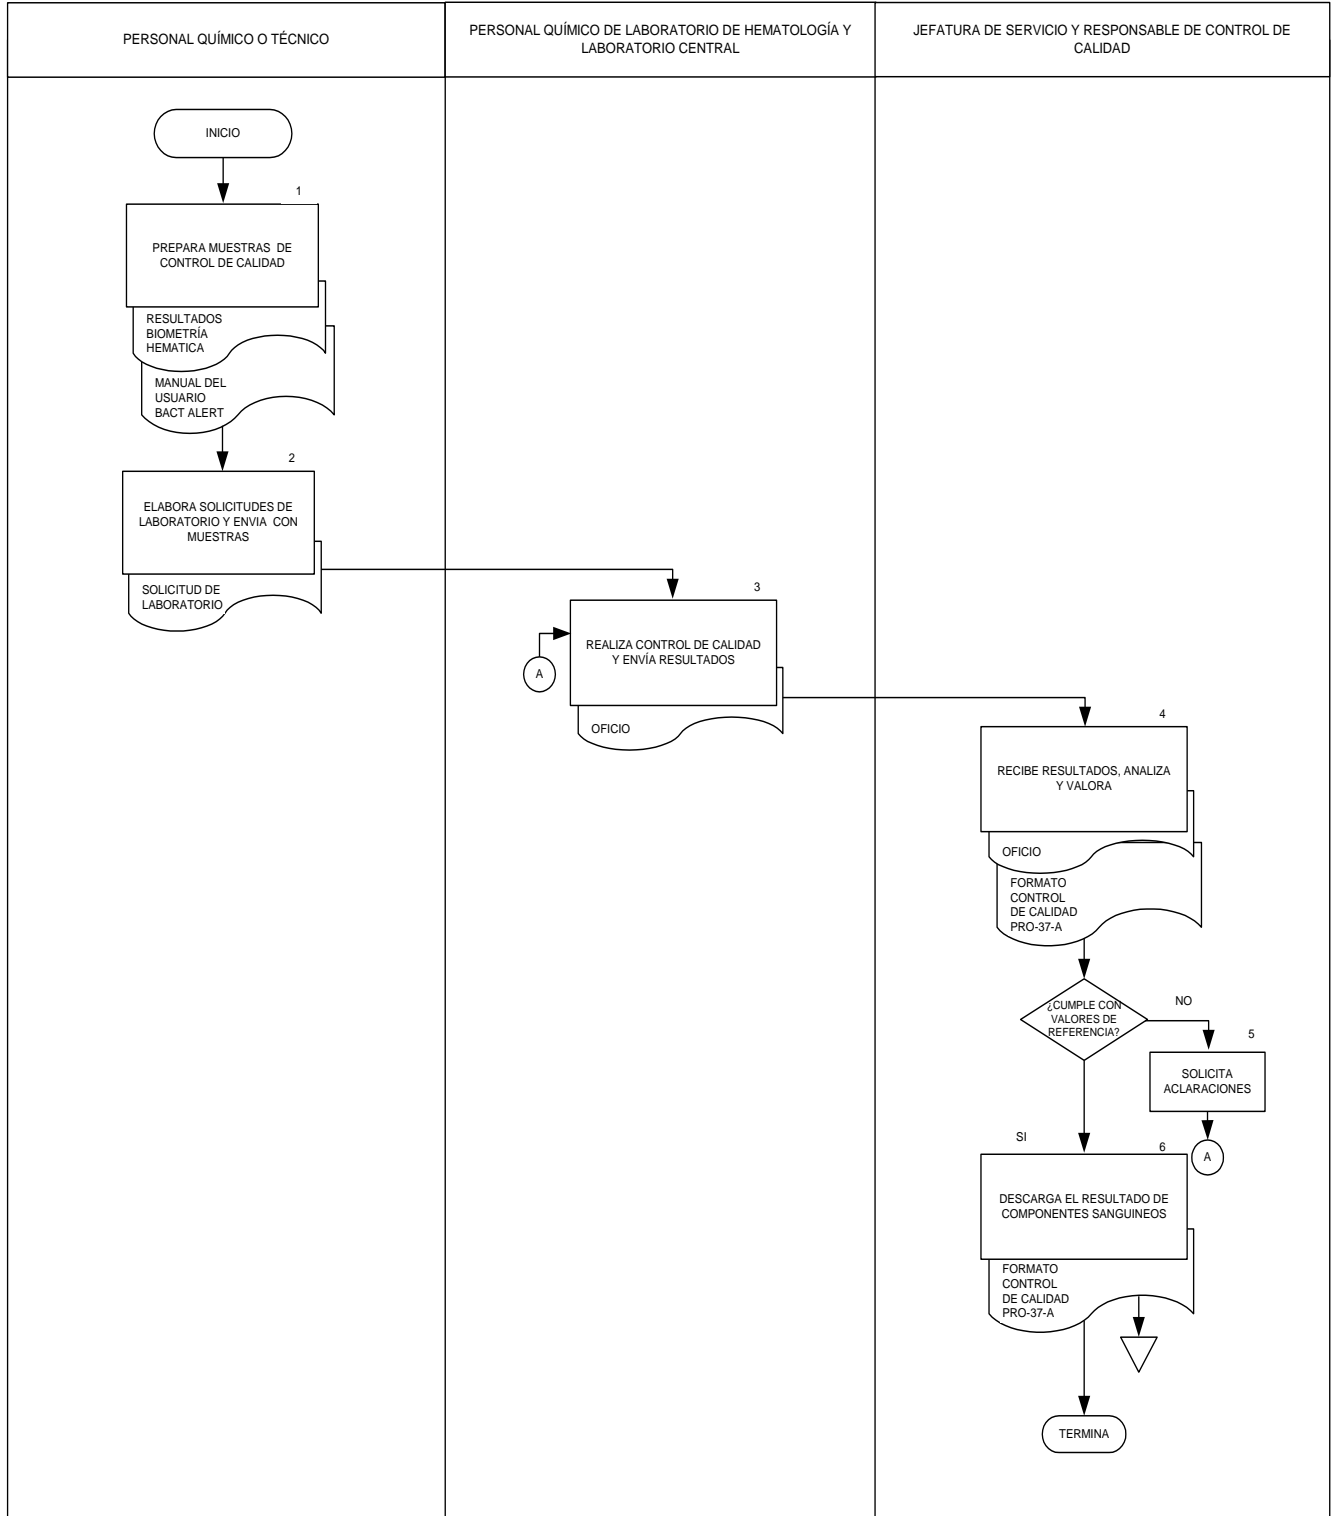 PERSONAL QUÍMICO O TÉCNICO
PERSONAL QUÍMICO DE LABORATORIO DE HEMATOLOGÍA Y
LABORATORIO CENTRAL
JEFATURA DE SERVICIO Y RESPONSABLE DE CONTROL DE
CALIDAD
INICIO
1
PREPARA MUESTRAS DE
CONTROL DE CALIDAD
RESULTADOS
BIOMETRÍA
HEMATICA
MANUAL DEL
USUARIO
BACT ALERT
2
ELABORA SOLICITUDES DE
LABORATORIO Y ENVIA CON
MUESTRAS
SOLICITUD DE
LABORATORIO
3
REALIZA CONTROL DE CALIDAD
Y ENVÍA RESULTADOS
A
OFICIO
4
RECIBE RESULTADOS, ANALIZA
Y VALORA
OFICIO
FORMATO
CONTROL
DE CALIDAD
PRO-37-A
¿CUMPLE CON
VALORES DE
REFERENCIA?
NO
5
SOLICITA
ACLARACIONES
A
SI
6
DESCARGA EL RESULTADO DE
COMPONENTES SANGUINEOS
FORMATO
CONTROL
DE CALIDAD
PRO-37-A
TERMINA